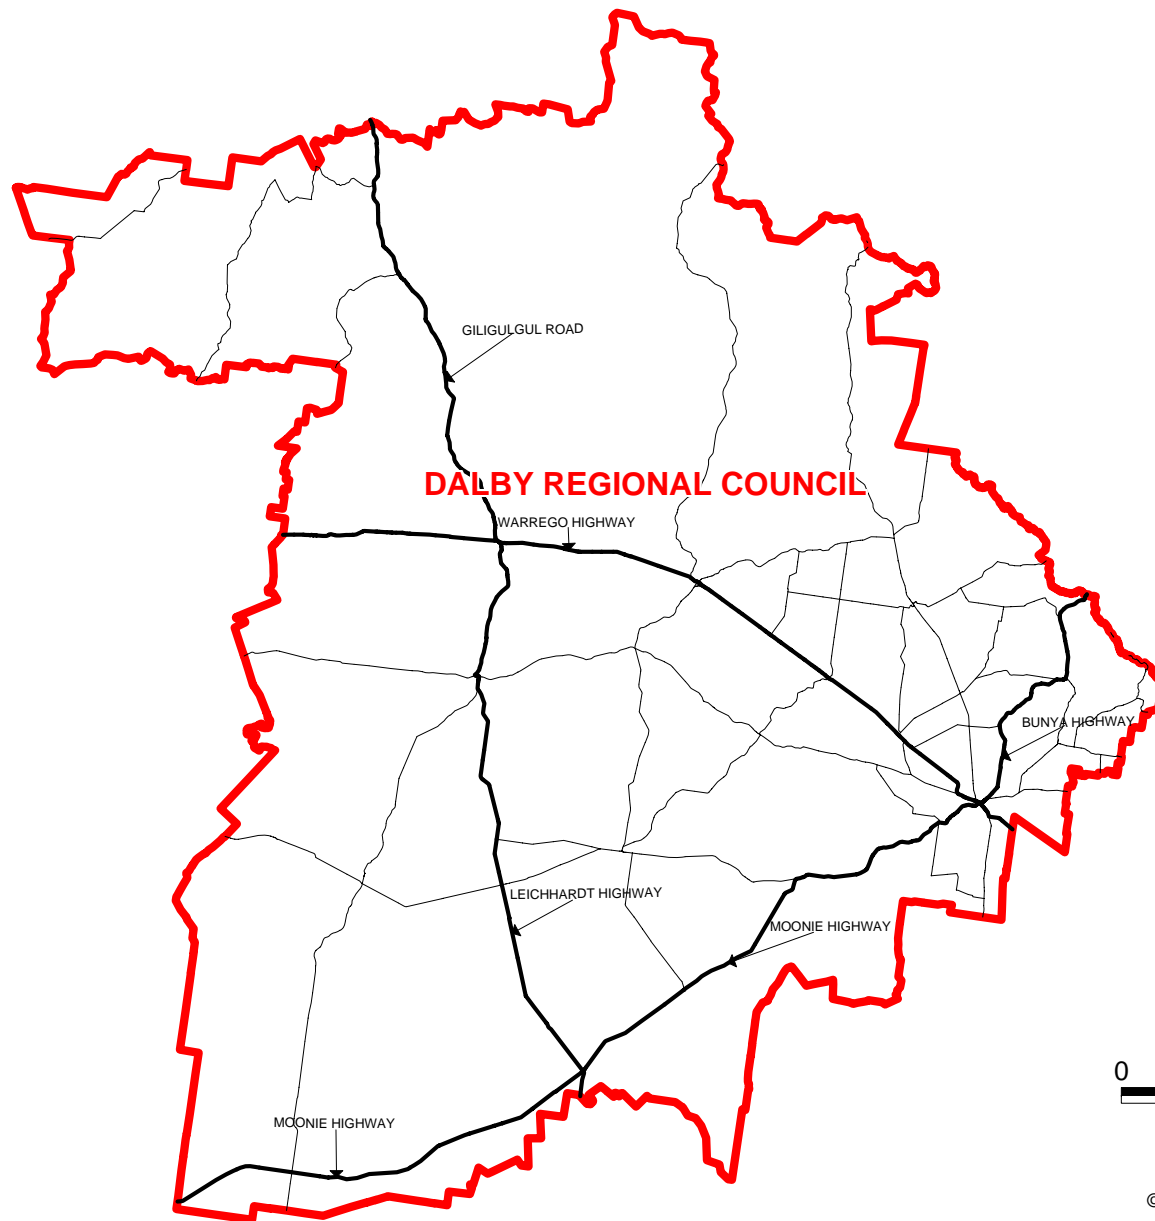 GILIGULGUL ROAD
DALBY REGIONAL COUNCIL
WARREGO HIGHWAY
BUNYA HIGHWAY
LEICHHARDT HIGHWAY
MOONIE HIGHWAY
0
MOONIE HIGHWAY
©